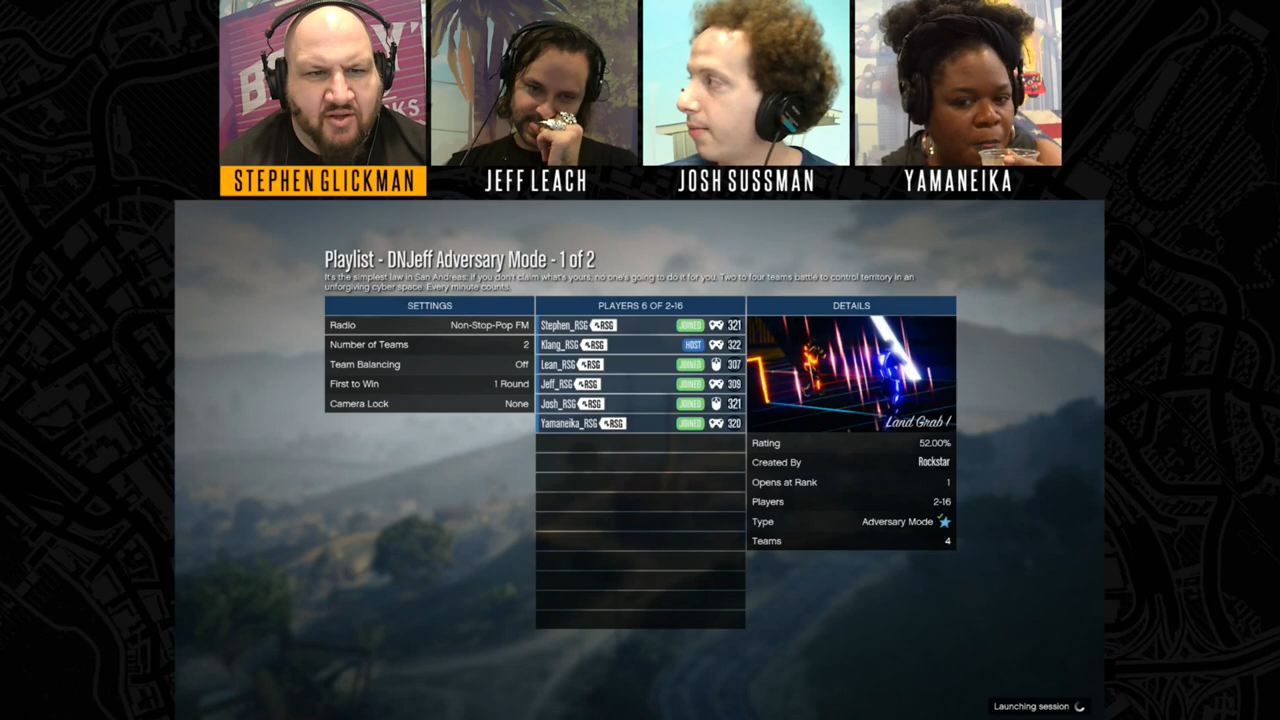 STEPHEN GLICKMAN
JEFF LEACH
JOSH SUSSMAN
YAMANEIKA
Playlist - DNJeff Adversary Mode - 1 of 2
It's the simplest law in San Andreas: if you don't claim what's yours, no one's going to do it for you. Two to four teams battle to control territory in an
unforgiving cyber space. Every minute counts.
SETTINGS
Radio Non-Stop-Pop FM
Number of Teams 2
Team Balancing Off
First to Win 1 Round
Camera Lock None
PLAYERS 6 OF 2-16
Stephen_RSG RSG JOINED 321
Klang_RSG RSG HOST 322
Lean_RSG RSG JOINED 307
Jeff_RSG RSG JOINED 309
Josh_RSG RSG JOINED 321
Yamaneika_RSG RSG JOINED 320
DETAILS
Land Grab I
Rating 52.00%
Created By Rockstar
Opens at Rank 1
Players 2-16
Type Adversary Mode
Teams 4
Launching session